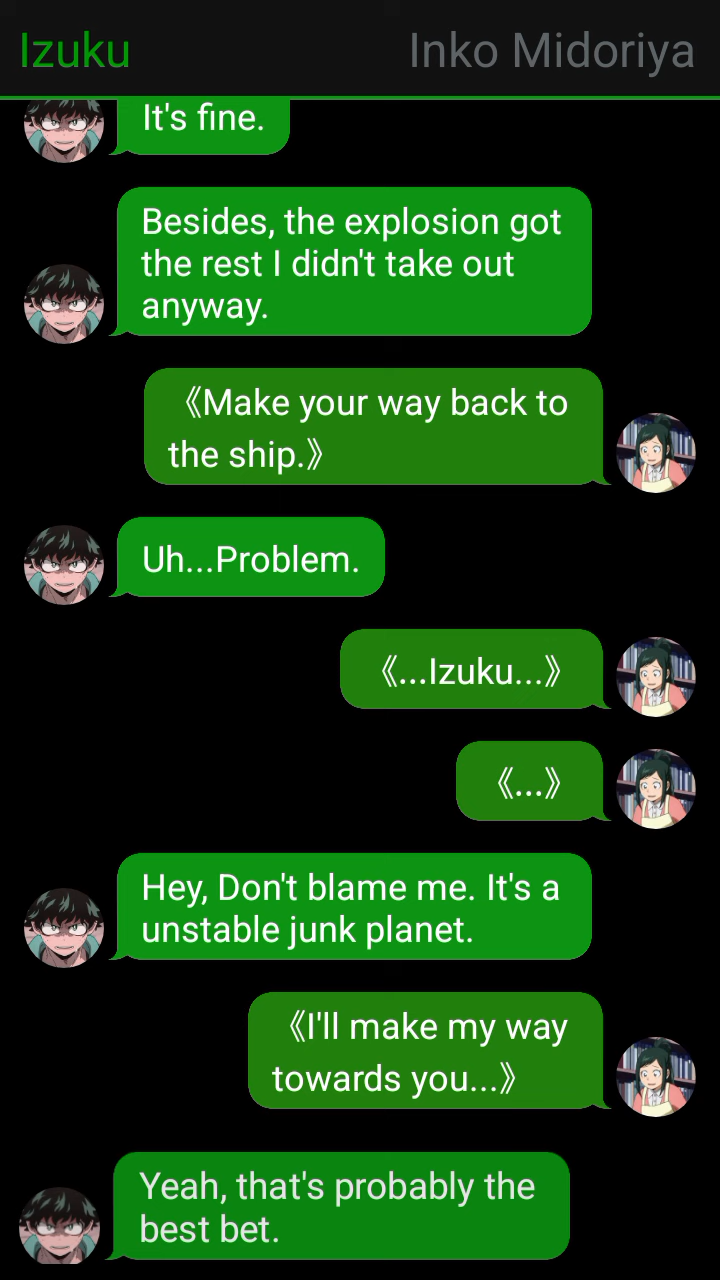 Izuku
Inko Midoriya
It's fine.
Besides, the explosion got
the rest I didn't take out
anyway.
《Make your way back to
the ship.》
Uh...Problem.
《...Izuku...》
《...》
Hey, Don't blame me. It's a
unstable junk planet.
《I'll make my way
towards you...》
Yeah, that's probably the
best bet.